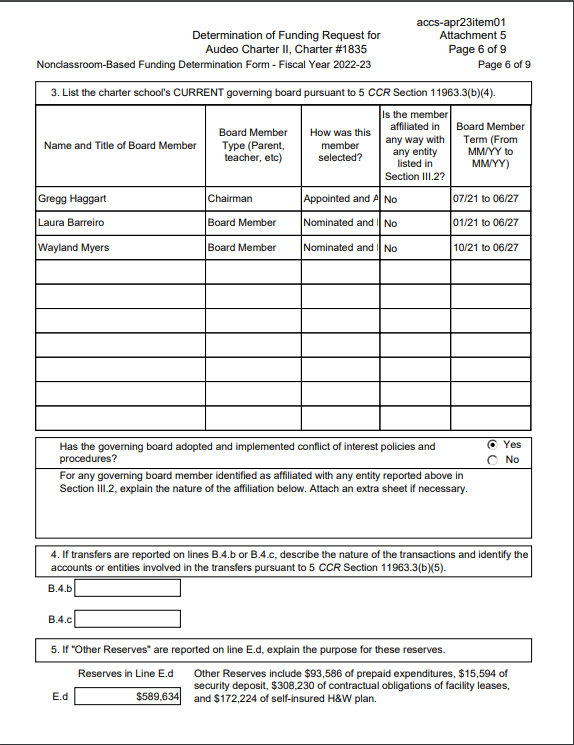 accs-apr23item01
Determination of Funding Request for Attachment 5
Audeo Charter II, Charter #1835 Page 6 of 9
Nonclassroom-Based Funding Determination Form - Fiscal Year 2022-23 Page 6 of 9
3. List the charter school's CURRENT governing board pursuant to 5 CCR Section 11963.3(b)(4).
Name and Title of Board Member
Board Member
Type (Parent,
teacher, etc)
How was this
member
selected?
Is the member
affiliated in
any way with
any entity
listed in
Section III.2?
Board Member
Term (From
MM/YY to
MM/YY)
Gregg Haggart Chairman Appointed and A No 07/21 to 06/27
Laura Barreiro Board Member Nominated and No 01/21 to 06/27
Wayland Myers Board Member Nominated and No 10/21 to 06/27
Has the governing board adopted and implemented conflict of interest policies and
procedures?
Yes
No
For any governing board member identified as affiliated with any entity reported above in
Section III.2, explain the nature of the affiliation below. Attach an extra sheet if necessary.
4. If transfers are reported on lines B.4.b or B.4.c, describe the nature of the transactions and identify the
accounts or entities involved in the transfers pursuant to 5 CCR Section 11963.3(b)(5).
B.4.b
B.4.c
5. If "Other Reserves" are reported on line E.d, explain the purpose for these reserves.
Reserves in Line E.d
E.d $589,634
Other Reserves include $93,586 of prepaid expenditures, $15,594 of
security deposit, $308,230 of contractual obligations of facility leases,
and $172,224 of self-insured H&W plan.